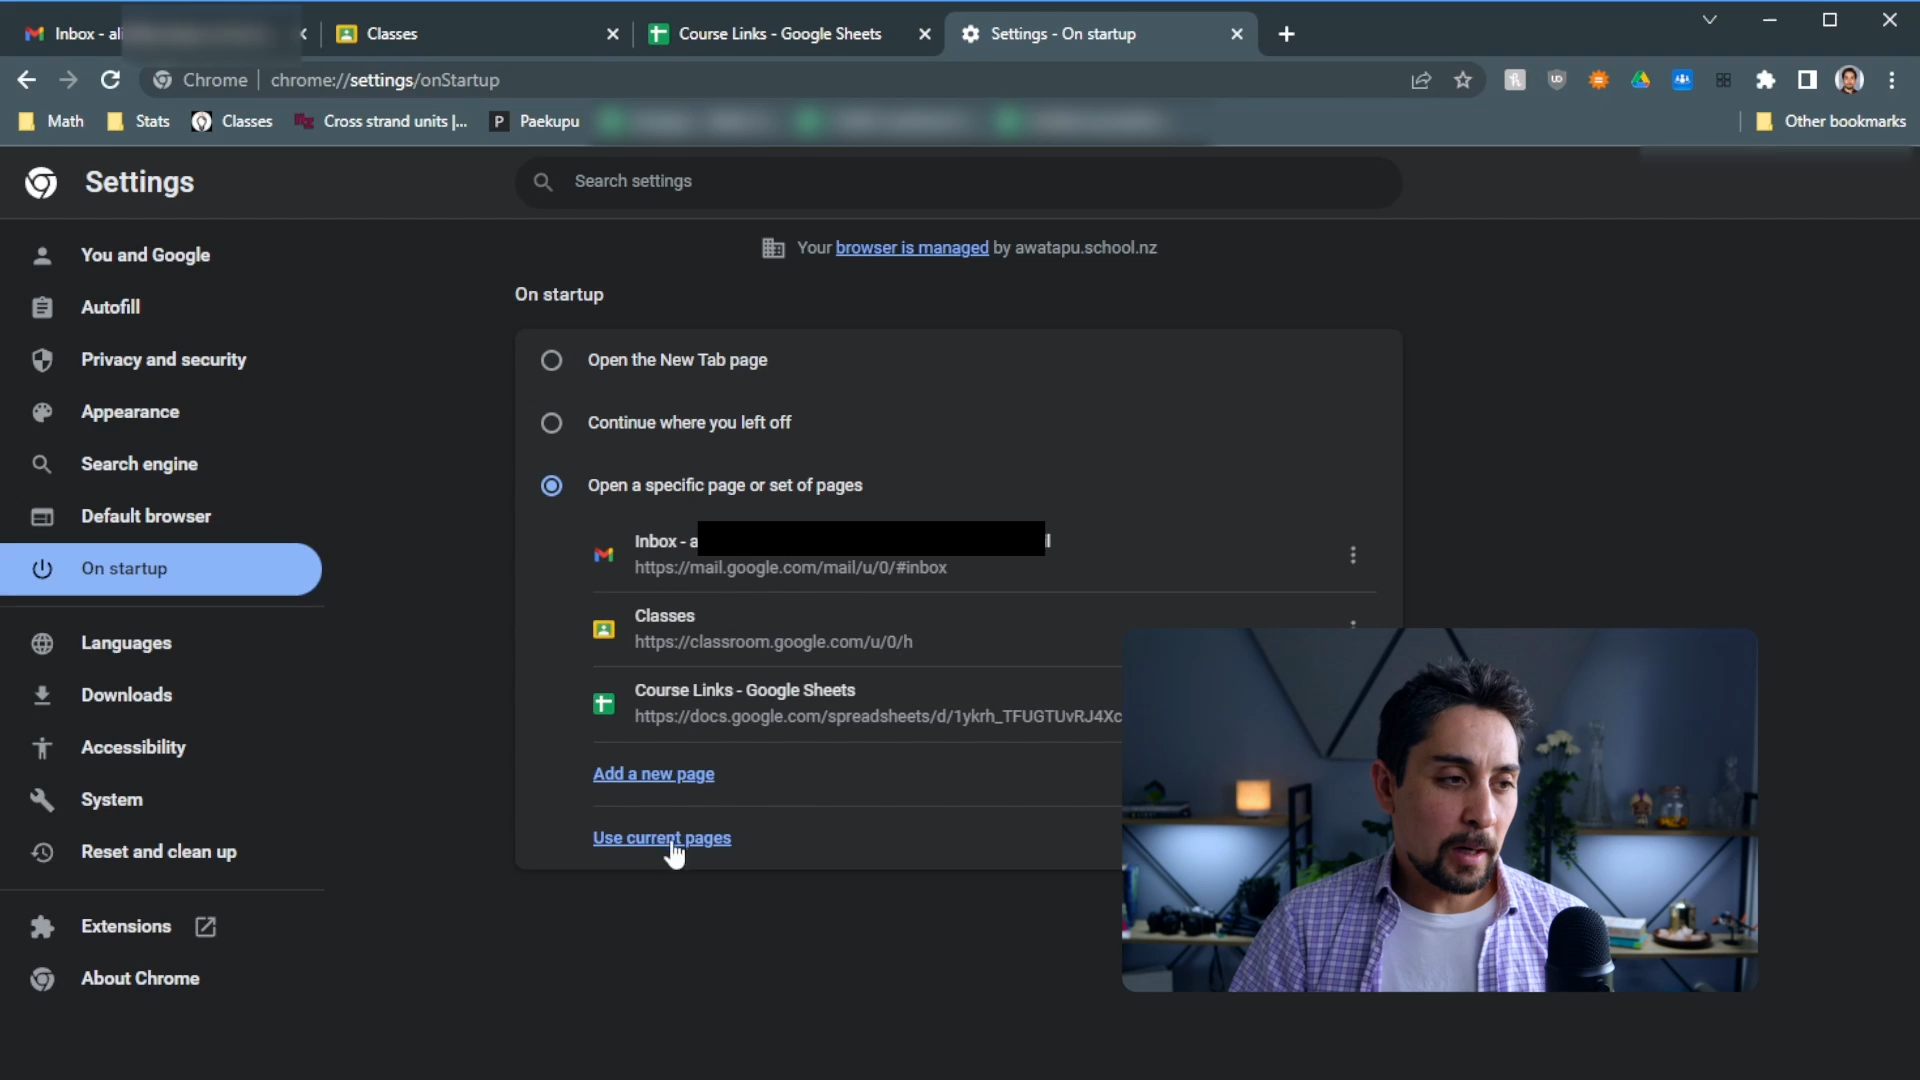 Inbox - ali
Classes
Course Links - Google Sheets
Settings - On startup
Chrome
chrome://settings/onStartup
Math
Stats
Classes
Cross strand units |...
P
Paekupu
Other bookmarks
Settings
Search settings
Your browser is managed by awatapu.school.nz
You and Google
Autofill
Privacy and security
Appearance
Search engine
Default browser
On startup
Languages
Downloads
Accessibility
System
Reset and clean up
Extensions
About Chrome
On startup
Open the New Tab page
Continue where you left off
Open a specific page or set of pages
Inbox - a
https://mail.google.com/mail/u/0/#inbox
Classes
https://classroom.google.com/u/0/h
Course Links - Google Sheets
https://docs.google.com/spreadsheets/d/1ykrh_TFUGTUvRJ4Xc
Add a new page
Use current pages